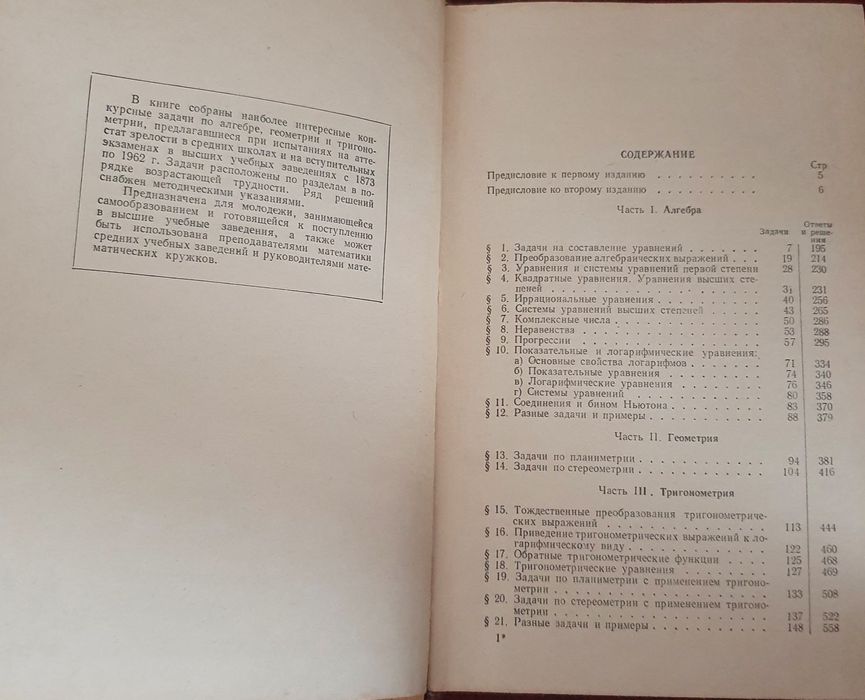 В книге собраны наиболее интересные кон-
курсные задачи по алгебре, геометрии и тригоно-
метрии, предлагавшиеся при испытаниях на атте-
стат зрелости в средних школах и на вступительных
экзаменах в высших учебных заведениях с 1873
по 1962 г. Задачи расположены по разделам в по-
рядке возрастающей трудности. Ряд решений
снабжен методическими указаниями.
Предназначена для молодежи, занимающейся
самообразованием и готовящейся к поступлению
в высшие учебные заведения, а также может
быть использована преподавателями математики
средних учебных заведений и руководителями мате-
матических кружков.
СОДЕРЖАНИЕ
Стр
Предисловие к первому изданию . . . . . . . . . . 5
Предисловие ко второму изданию . . . . . . . . . . 6
Часть I. Алгебра
Задачи Ответы
и реше-
ния
§ 1. Задачи на составление уравнений . . . . . . . 7 195
§ 2. Преобразование алгебраических выражений . . . 19 214
§ 3. Уравнения и системы уравнений первой степени 28 230
§ 4. Квадратные уравнения. Уравнения высших сте-
пеней . . . . . . . . . . . . . . . . . . 31 231
§ 5. Иррациональные уравнения . . . . . . . . . 40 256
§ 6. Системы уравнений высших степеней . . . . . 43 265
§ 7. Комплексные числа . . . . . . . . . . . . . 50 286
§ 8. Неравенства . . . . . . . . . . . . . . . . 53 288
§ 9. Прогрессии . . . . . . . . . . . . . . . . 57 295
§ 10. Показательные и логарифмические уравнения:
а) Основные свойства логарифмов . . . . . . . 71 334
б) Показательные уравнения . . . . . . . . . 74 340
в) Логарифмические уравнения . . . . . . . . 76 346
г) Системы уравнений . . . . . . . . . . . . 80 358
§ 11. Соединения и бином Ньютона . . . . . . . . . 83 370
§ 12. Разные задачи и примеры . . . . . . . . . . 88 379
Часть II. Геометрия
§ 13. Задачи по планиметрии . . . . . . . . . . . 94 381
§ 14. Задачи по стереометрии . . . . . . . . . . . 104 416
Часть III. Тригонометрия
§ 15. Тождественные преобразования тригонометриче-
ских выражений . . . . . . . . . . . . . . 113 444
§ 16. Приведение тригонометрических выражений к ло-
гарифмическому виду . . . . . . . . . . . . 122 460
§ 17. Обратные тригонометрические функции . . . . 125 468
§ 18. Тригонометрические уравнения . . . . . . . . 127 469
§ 19. Задачи по планиметрии с применением тригоно-
метрии . . . . . . . . . . . . . . . . . . 133 508
§ 20. Задачи по стереометрии с применением тригоно-
метрии . . . . . . . . . . . . . . . . . . 137 522
§ 21. Разные задачи и примеры . . . . . . . . . . 148 558
1*